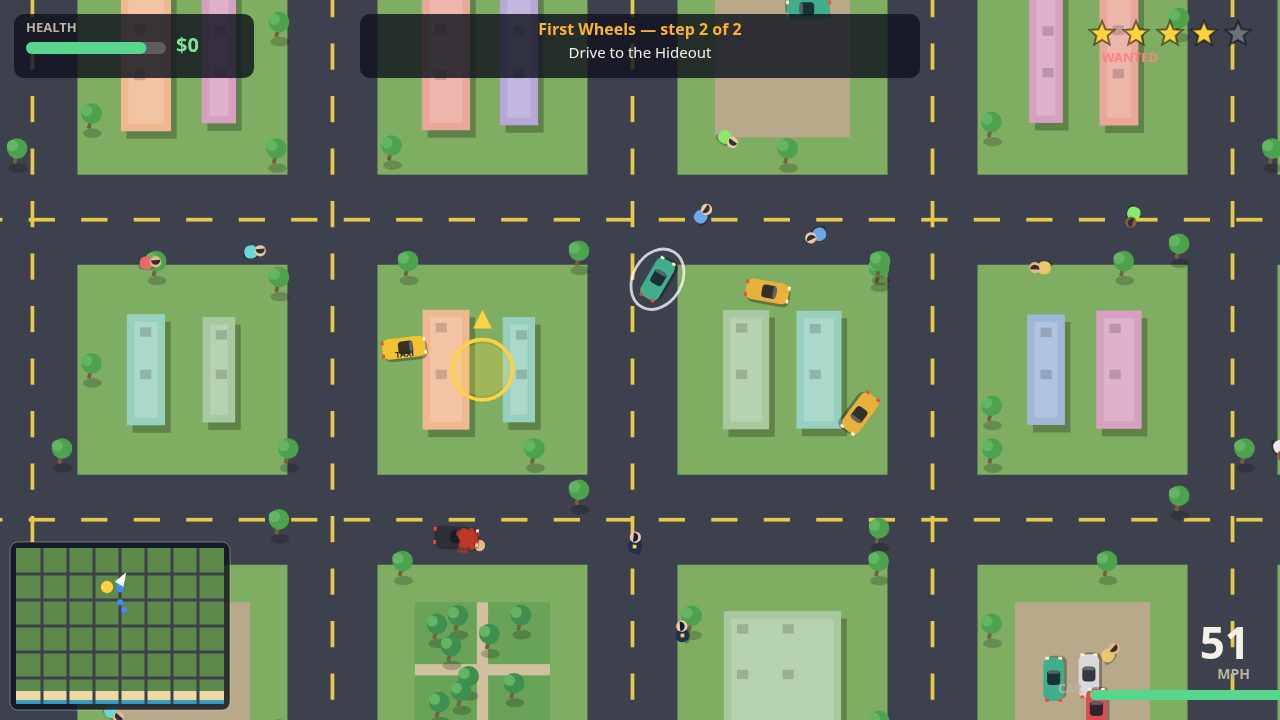 HEALTH
$0
First Wheels — step 2 of 2
Drive to the Hideout
WANTED
TAXI
51
MPH